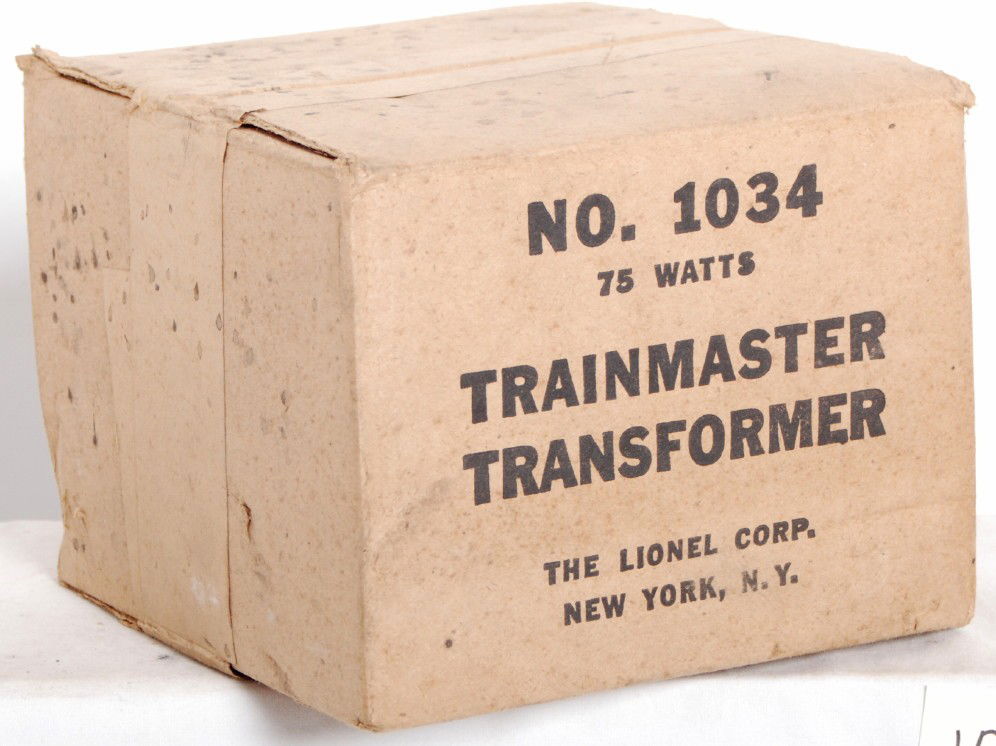 NO. 1034
75 WATTS
TRAINMASTER
TRANSFORMER
THE LIONEL CORP.
NEW YORK, N.Y.